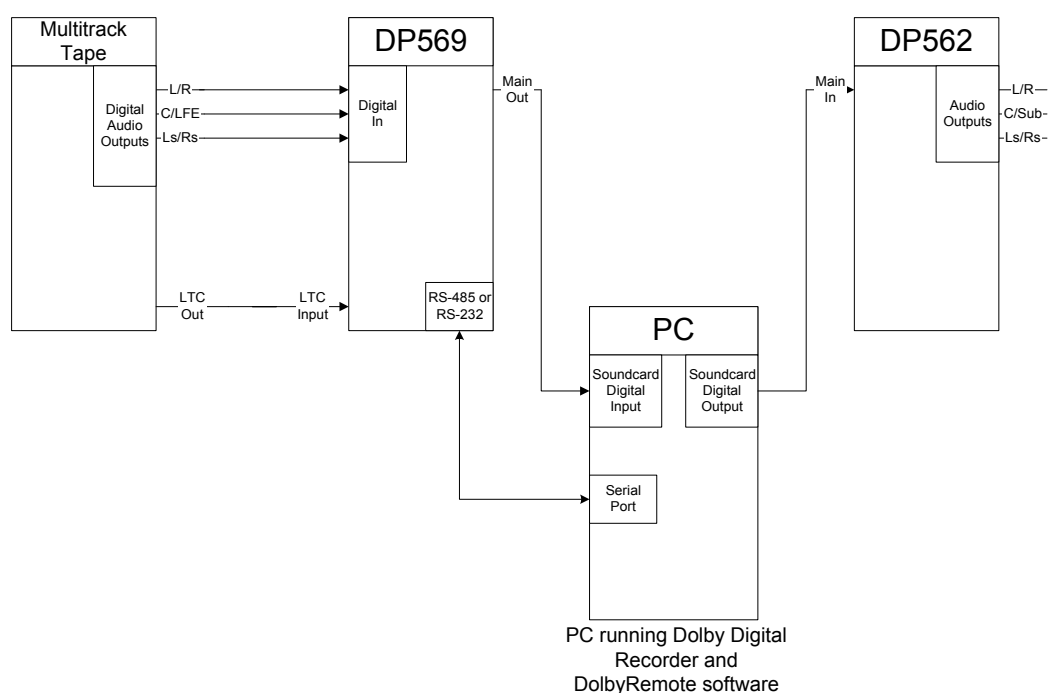 Multitrack
Tape
Digital
Audio
Outputs
L/R
C/LFE
Ls/Rs
LTC
Out
LTC
Input
DP569
Digital
In
RS-485 or
RS-232
Main
Out
PC
Soundcard
Digital
Input
Soundcard
Digital
Output
Serial
Port
PC running Dolby Digital
Recorder and
DolbyRemote software
Main
In
DP562
Audio
Outputs
L/R
C/Sub
Ls/Rs